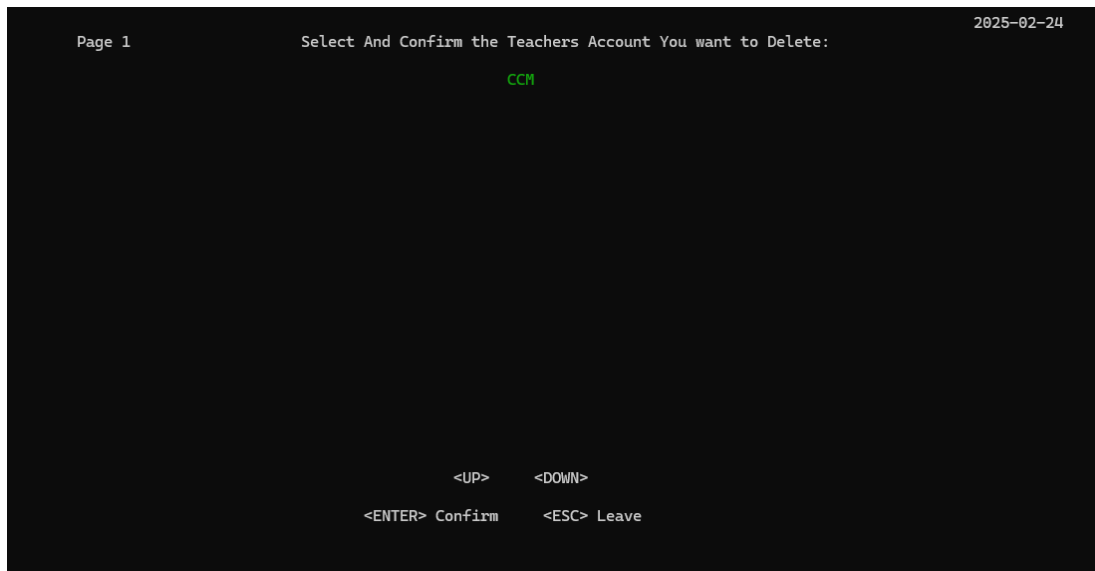 2025-02-24
Page 1 Select And Confirm the Teachers Account You want to Delete:
CCM
<UP> <DOWN>
<ENTER> Confirm <ESC> Leave